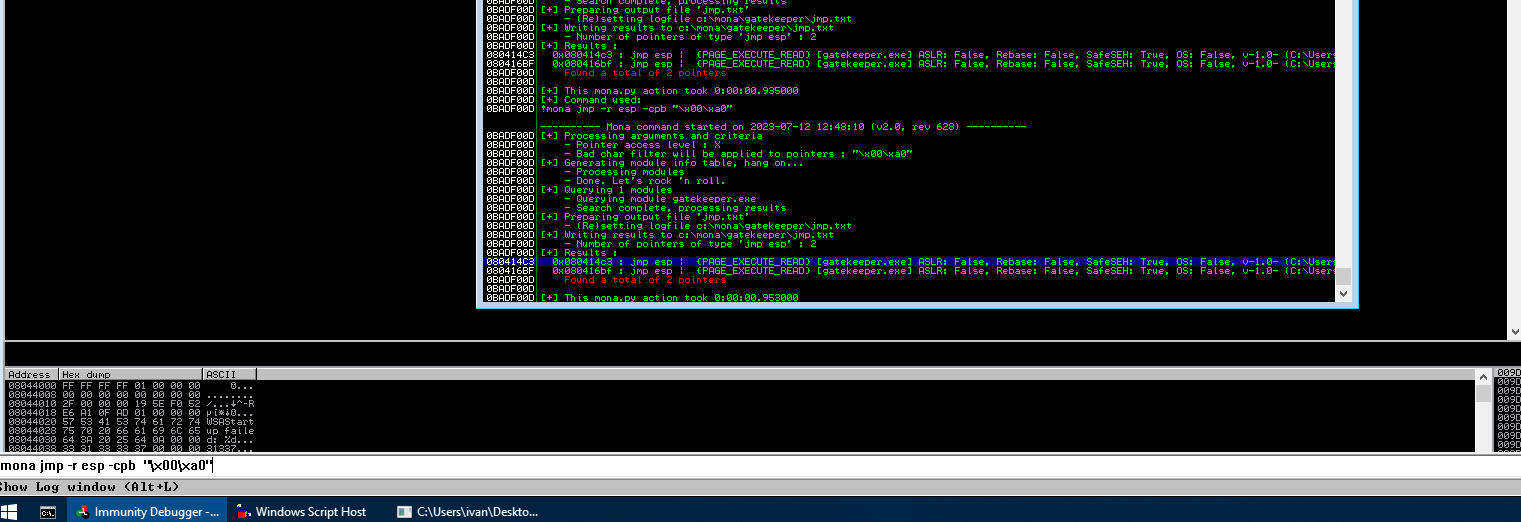 - Search complete, processing results
0BADF00D [+] Preparing output file 'jmp.txt'
0BADF00D     - (Re)setting logfile c:\mona\gatekeeper\jmp.txt
0BADF00D [+] Writing results to c:\mona\gatekeeper\jmp.txt
0BADF00D     - Number of pointers of type 'jmp esp' : 2
0BADF00D [+] Results :
080414C3   0x080414c3 : jmp esp |  {PAGE_EXECUTE_READ} [gatekeeper.exe] ASLR: False, Rebase: False, SafeSEH: True, OS: False, v-1.0- (C:\Users
080416BF   0x080416bf : jmp esp |  {PAGE_EXECUTE_READ} [gatekeeper.exe] ASLR: False, Rebase: False, SafeSEH: True, OS: False, v-1.0- (C:\Users
0BADF00D     Found a total of 2 pointers
0BADF00D
0BADF00D [+] This mona.py action took 0:00:00.935000
0BADF00D [+] Command used:
0BADF00D !mona jmp -r esp -cpb "\x00\xa0"
---------- Mona command started on 2023-07-12 12:48:10 (v2.0, rev 628) ----------
0BADF00D [+] Processing arguments and criteria
0BADF00D     - Pointer access level : X
0BADF00D     - Bad char filter will be applied to pointers : "\x00\xa0"
0BADF00D [+] Generating module info table, hang on...
0BADF00D     - Processing modules
0BADF00D     - Done. Let's rock 'n roll.
0BADF00D [+] Querying 1 modules
0BADF00D     - Querying module gatekeeper.exe
0BADF00D     - Search complete, processing results
0BADF00D [+] Preparing output file 'jmp.txt'
0BADF00D     - (Re)setting logfile c:\mona\gatekeeper\jmp.txt
0BADF00D [+] Writing results to c:\mona\gatekeeper\jmp.txt
0BADF00D     - Number of pointers of type 'jmp esp' : 2
0BADF00D [+] Results :
080414C3   0x080414c3 : jmp esp |  {PAGE_EXECUTE_READ} [gatekeeper.exe] ASLR: False, Rebase: False, SafeSEH: True, OS: False, v-1.0- (C:\Users
080416BF   0x080416bf : jmp esp |  {PAGE_EXECUTE_READ} [gatekeeper.exe] ASLR: False, Rebase: False, SafeSEH: True, OS: False, v-1.0- (C:\Users
0BADF00D     Found a total of 2 pointers
0BADF00D
0BADF00D [+] This mona.py action took 0:00:00.953000
Address Hex dump ASCII
08044000 FF FF FF FF 01 00 00 00     0...
08044008 00 00 00 00 00 00 00 00 ........
08044010 2F 00 00 00 19 5E F0 52 /...↓^-R
08044018 E6 A1 0F AD 01 00 00 00
08044020 57 53 41 53 74 61 72 74 WSAStart
08044028 75 70 20 66 61 69 6C 65 up faile
08044030 64 3A 20 25 64 0A 00 00 d: %d...
08044038 33 31 33 33 37 00 00 00 31337...
009D
009D
009D
009D
009D
009D
009D
009D
009D
mona jmp -r esp -cpb "\x00\xa0"
Show Log window (Alt+L)
Immunity Debugger -... Windows Script Host C:\Users\ivan\Deskto...